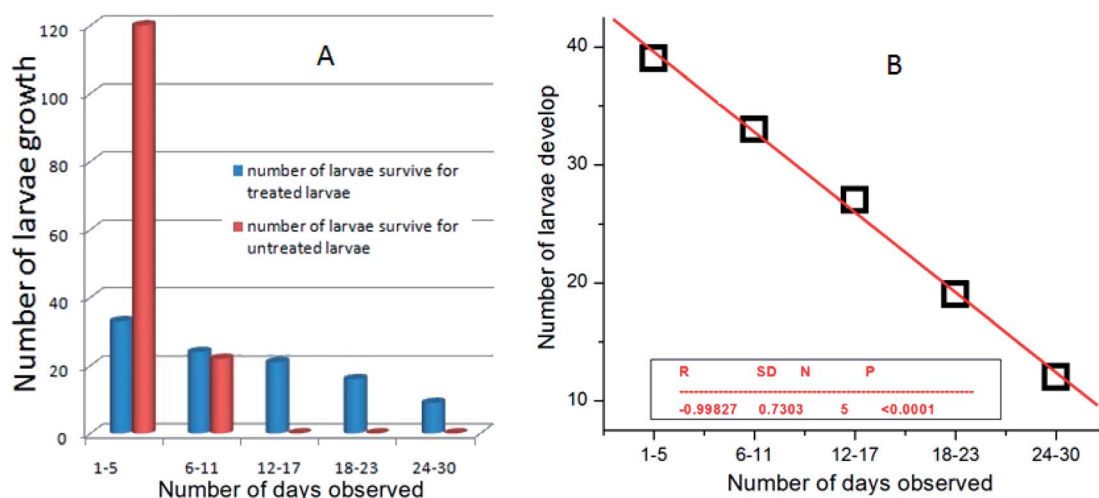 A
Number of larvae growth
120
100
80
60
40
20
0
number of larvae survive for
treated larvae
number of larvae survive for
untreated larvae
1-5 6-11 12-17 18-23 24-30
Number of days observed
B
Number of larvae develop
40
30
20
10
R SD N P
-0.99827 0.7303 5 <0.0001
1-5 6-11 12-17 18-23 24-30
Number of days observed